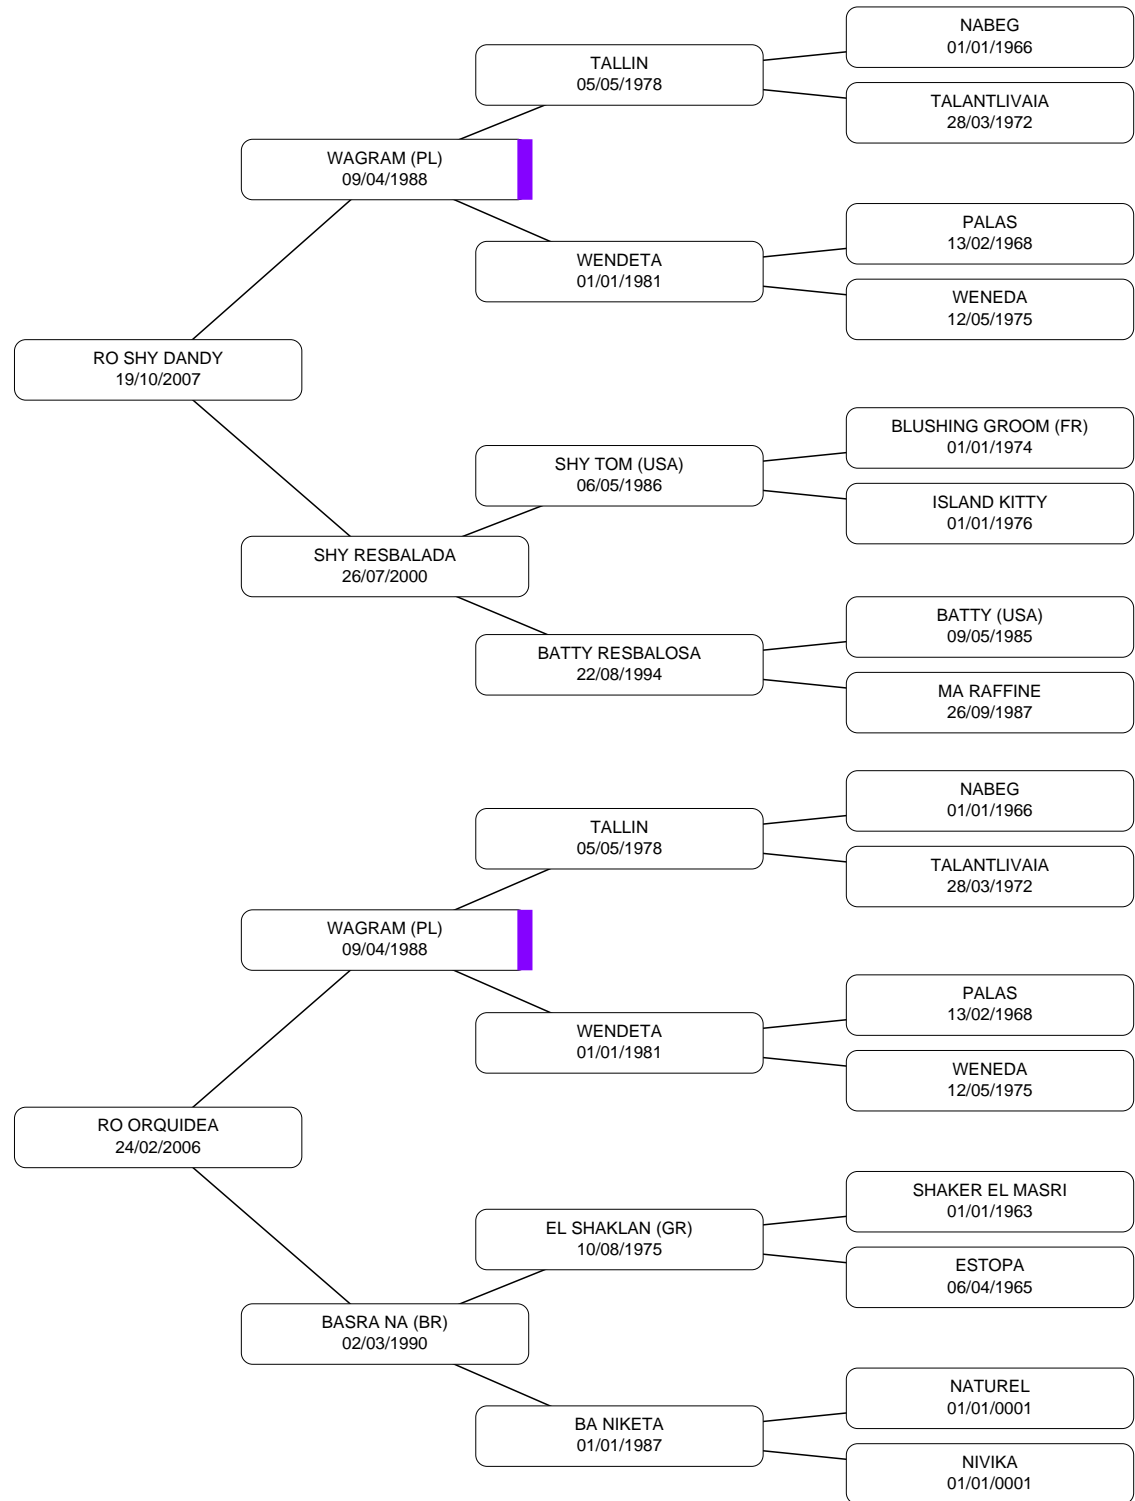 NABEG
01/01/1966
TALLIN
05/05/1978
TALANTLIVAIA
28/03/1972
WAGRAM (PL)
09/04/1988
PALAS
13/02/1968
WENDETA
01/01/1981
WENEDA
12/05/1975
RO SHY DANDY
19/10/2007
BLUSHING GROOM (FR)
01/01/1974
SHY TOM (USA)
06/05/1986
ISLAND KITTY
01/01/1976
SHY RESBALADA
26/07/2000
BATTY (USA)
09/05/1985
BATTY RESBALOSA
22/08/1994
MA RAFFINE
26/09/1987
NABEG
01/01/1966
TALLIN
05/05/1978
TALANTLIVAIA
28/03/1972
WAGRAM (PL)
09/04/1988
PALAS
13/02/1968
WENDETA
01/01/1981
WENEDA
12/05/1975
RO ORQUIDEA
24/02/2006
SHAKER EL MASRI
01/01/1963
EL SHAKLAN (GR)
10/08/1975
ESTOPA
06/04/1965
BASRA NA (BR)
02/03/1990
NATUREL
01/01/0001
BA NIKETA
01/01/1987
NIVIKA
01/01/0001